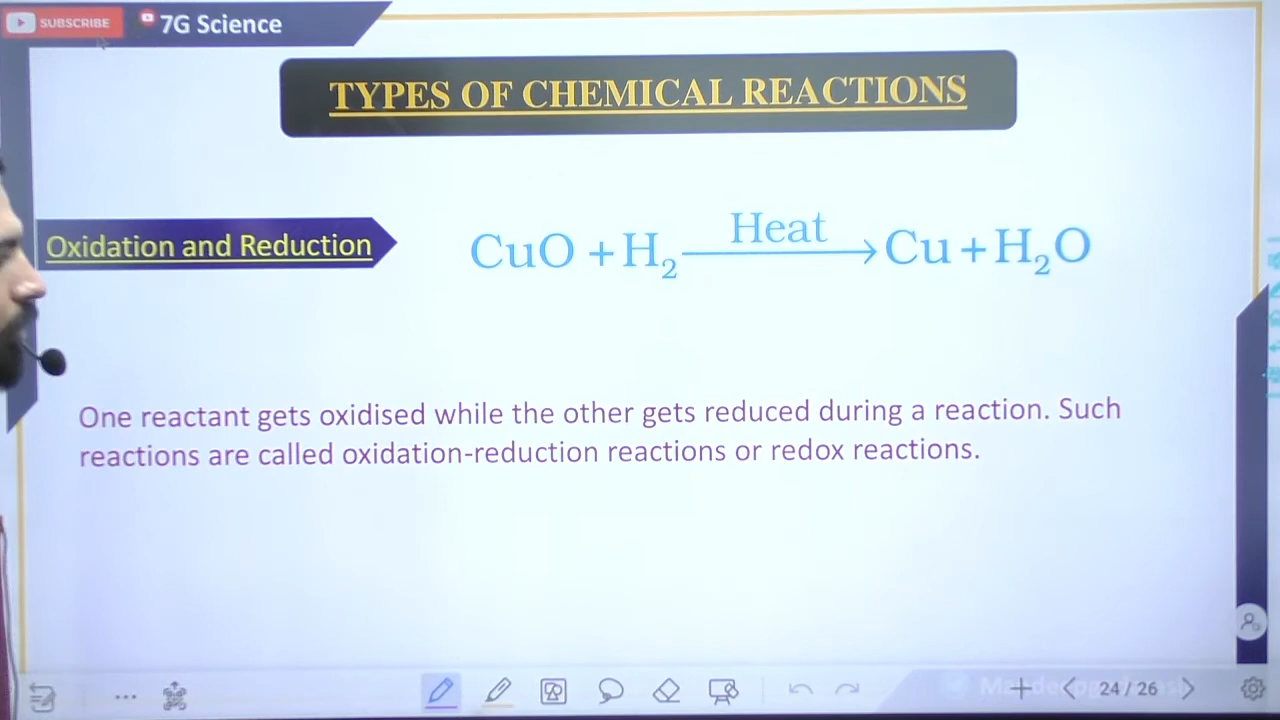 SUBSCRIBE
7G Science
TYPES OF CHEMICAL REACTIONS
Oxidation and Reduction
CuO + H₂ —Heat→ Cu + H₂O
One reactant gets oxidised while the other gets reduced during a reaction. Such
reactions are called oxidation-reduction reactions or redox reactions.
24 / 26